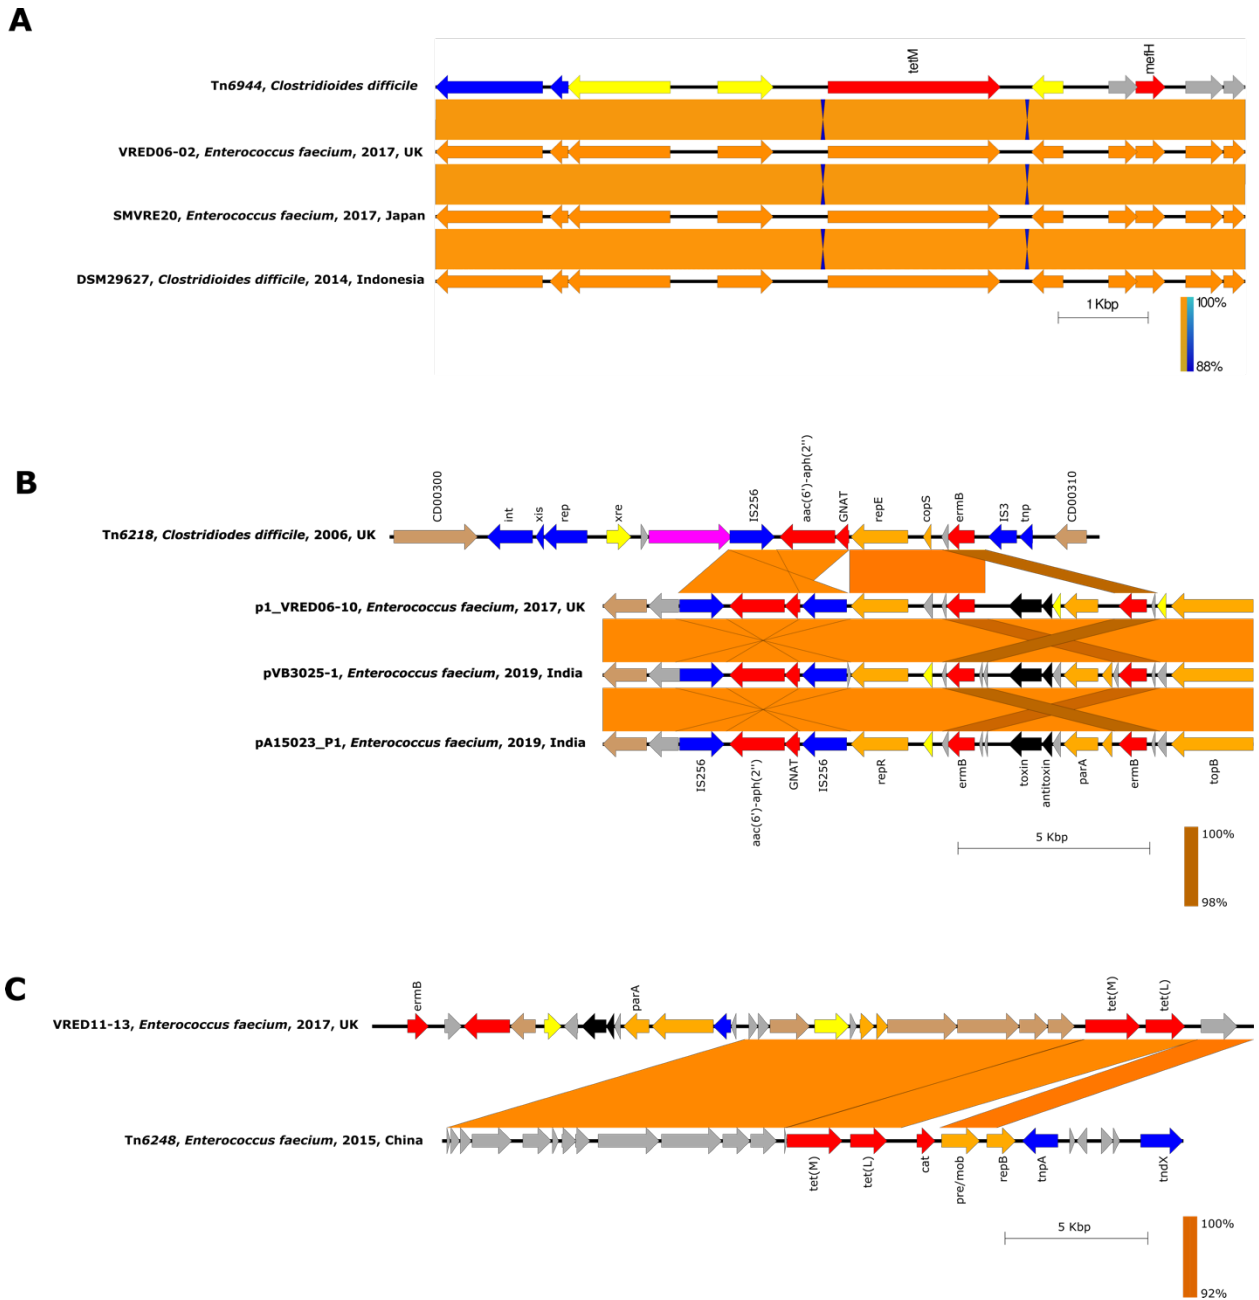 A
tetM
mefH
Tn6944, Clostridioides difficile
VRED06-02, Enterococcus faecium, 2017, UK
SMVRE20, Enterococcus faecium, 2017, Japan
DSM29627, Clostridioides difficile, 2014, Indonesia
1 Kbp
100%
88%
B
CD00300
int
xis
rep
xre
IS256
aac(6')-aph(2'')
GNAT
repE
copS
ermB
IS3
tnp
CD00310
Tn6218, Clostridioides difficile, 2006, UK
p1_VRED06-10, Enterococcus faecium, 2017, UK
pVB3025-1, Enterococcus faecium, 2019, India
pA15023_P1, Enterococcus faecium, 2019, India
IS256
aac(6')-aph(2'')
GNAT
IS256
repR
ermB
toxin
antitoxin
parA
ermB
topB
5 Kbp
100%
98%
C
ermB
parA
tet(M)
tet(L)
VRED11-13, Enterococcus faecium, 2017, UK
Tn6248, Enterococcus faecium, 2015, China
tet(M)
tet(L)
cat
pre/mob
repB
tnpA
tndX
5 Kbp
100%
92%